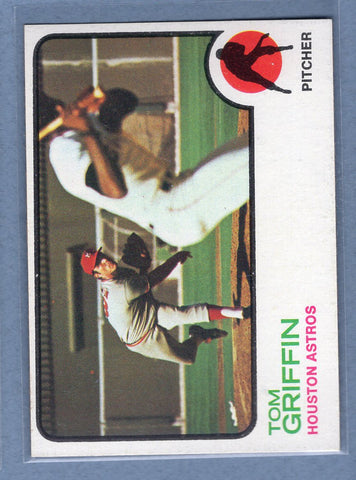 PITCHER
TOM
GRIFFIN
HOUSTON ASTROS